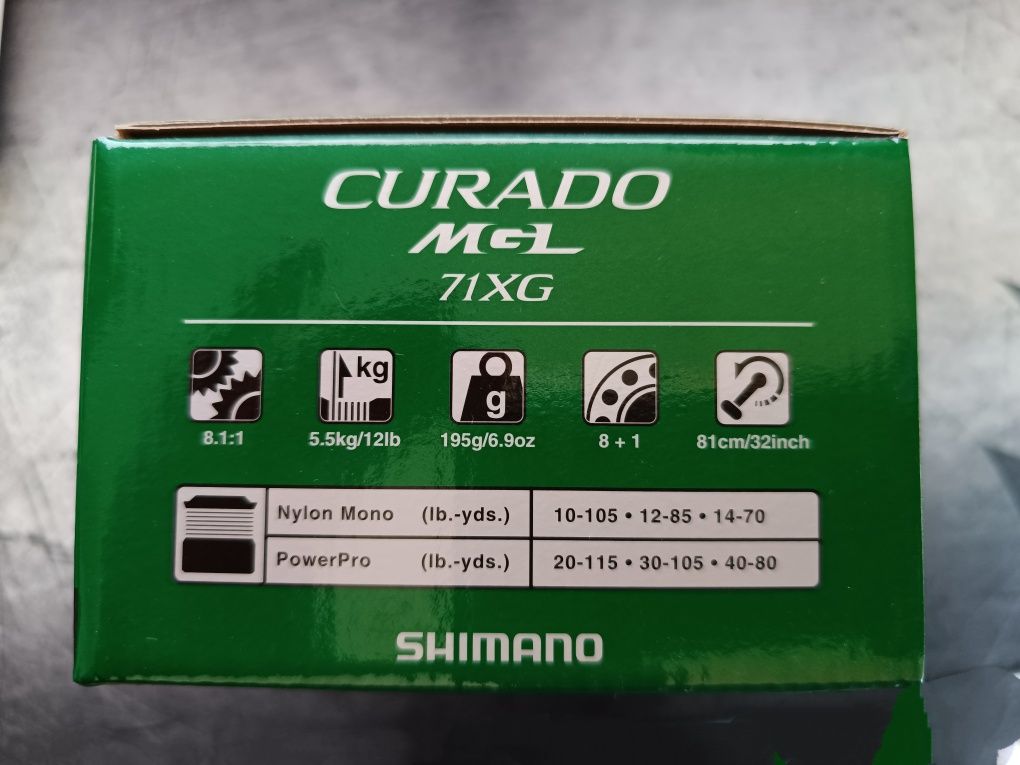 CURADO
MGL
71XG
kg
g
8.1:1 5.5kg/12lb 195g/6.9oz 8 + 1 81cm/32inch
Nylon Mono (lb.-yds.) 10-105 • 12-85 • 14-70
PowerPro (lb.-yds.) 20-115 • 30-105 • 40-80
SHIMANO